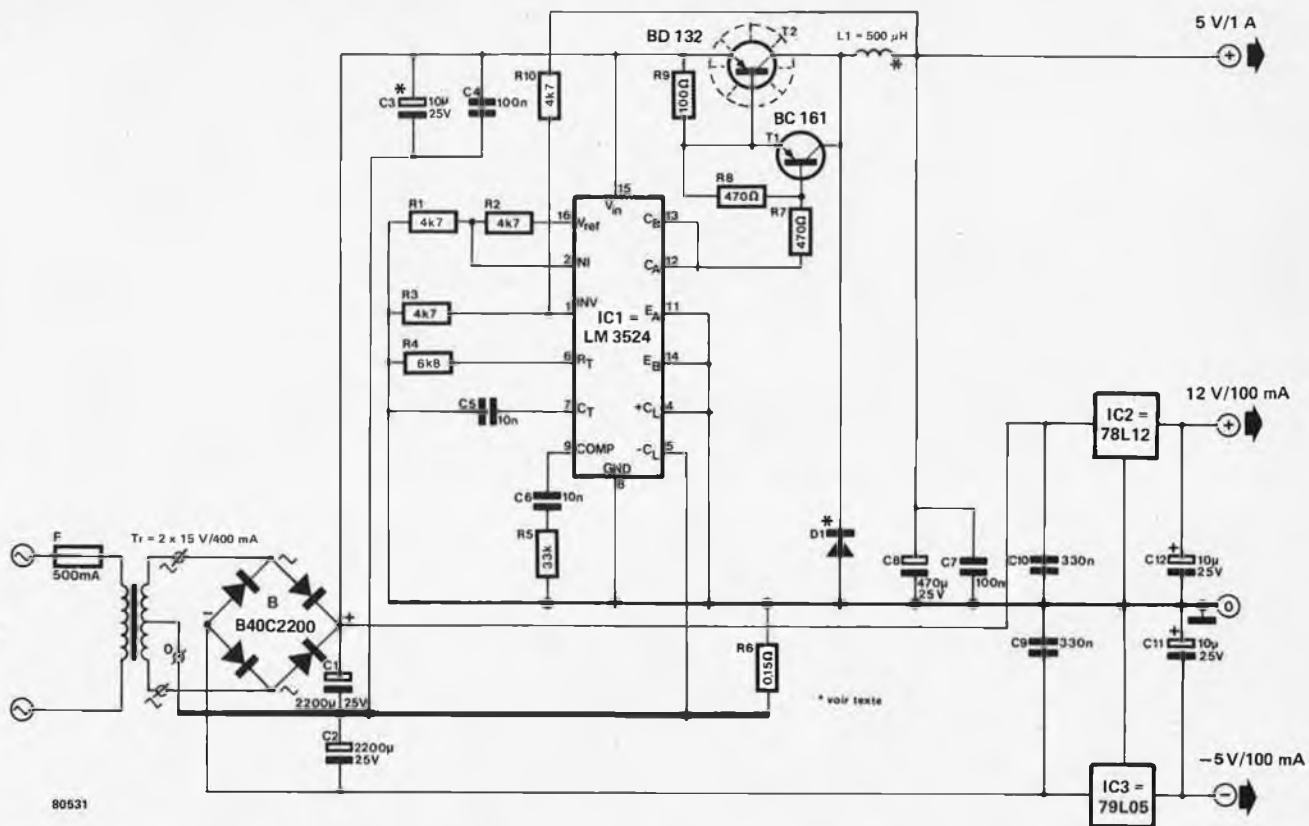 5 V/1 A
BD 132
T2
L1 = 500 µH
*
+
R9
100Ω
R10
4k7
*
C3
10µ
25V
C4
100n
BC 161
T1
R8
470Ω
R7
470Ω
15
Vin
R1
4k7
R2
4k7
16
Vref
CB
13
2
NI
CA
12
R3
4k7
1
INV
EA
11
IC1 =
LM 3524
R4
6k8
6
RT
EB
14
C5
10n
7
CT
+CL
4
9
COMP
-CL
5
GND
8
C6
10n
R5
33k
12 V/100 mA
IC2 =
78L12
+
F
500mA
Tr = 2 x 15 V/400 mA
~
~
B
B40C2200
−
+
0
~
~
*
D1
C8
470µ
25 V
C7
100n
C10
330n
+
C12
10µ
25V
0
R6
0,15Ω
C9
330n
+
C11
10µ
25V
C1
2200µ 25V
* voir texte
C2
2200µ
25V
−5 V/100 mA
IC3 =
79L05
−
80531